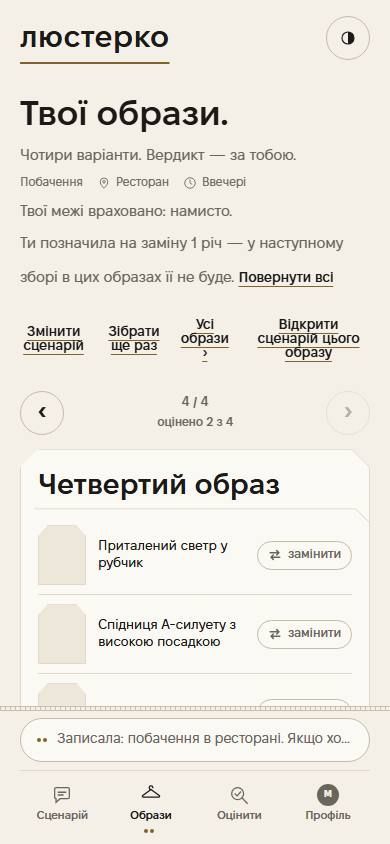 люстерко
Твої образи.
Чотири варіанти. Вердикт — за тобою.
Побачення Ресторан Ввечері
Твої межі враховано: намисто.
Ти позначила на заміну 1 річ — у наступному
зборі в цих образах її не буде. Повернути всі
Змінити
сценарій
Зібрати
ще раз
Усі
образи
›
Відкрити
сценарій цього
образу
4 / 4
оцінено 2 з 4
Четвертий образ
Приталений светр у
рубчик
замінити
Спідниця А-силуету з
високою посадкою
замінити
Записала: побачення в ресторані. Якщо хо...
Сценарій
Образи
Оцінити
М
Профіль